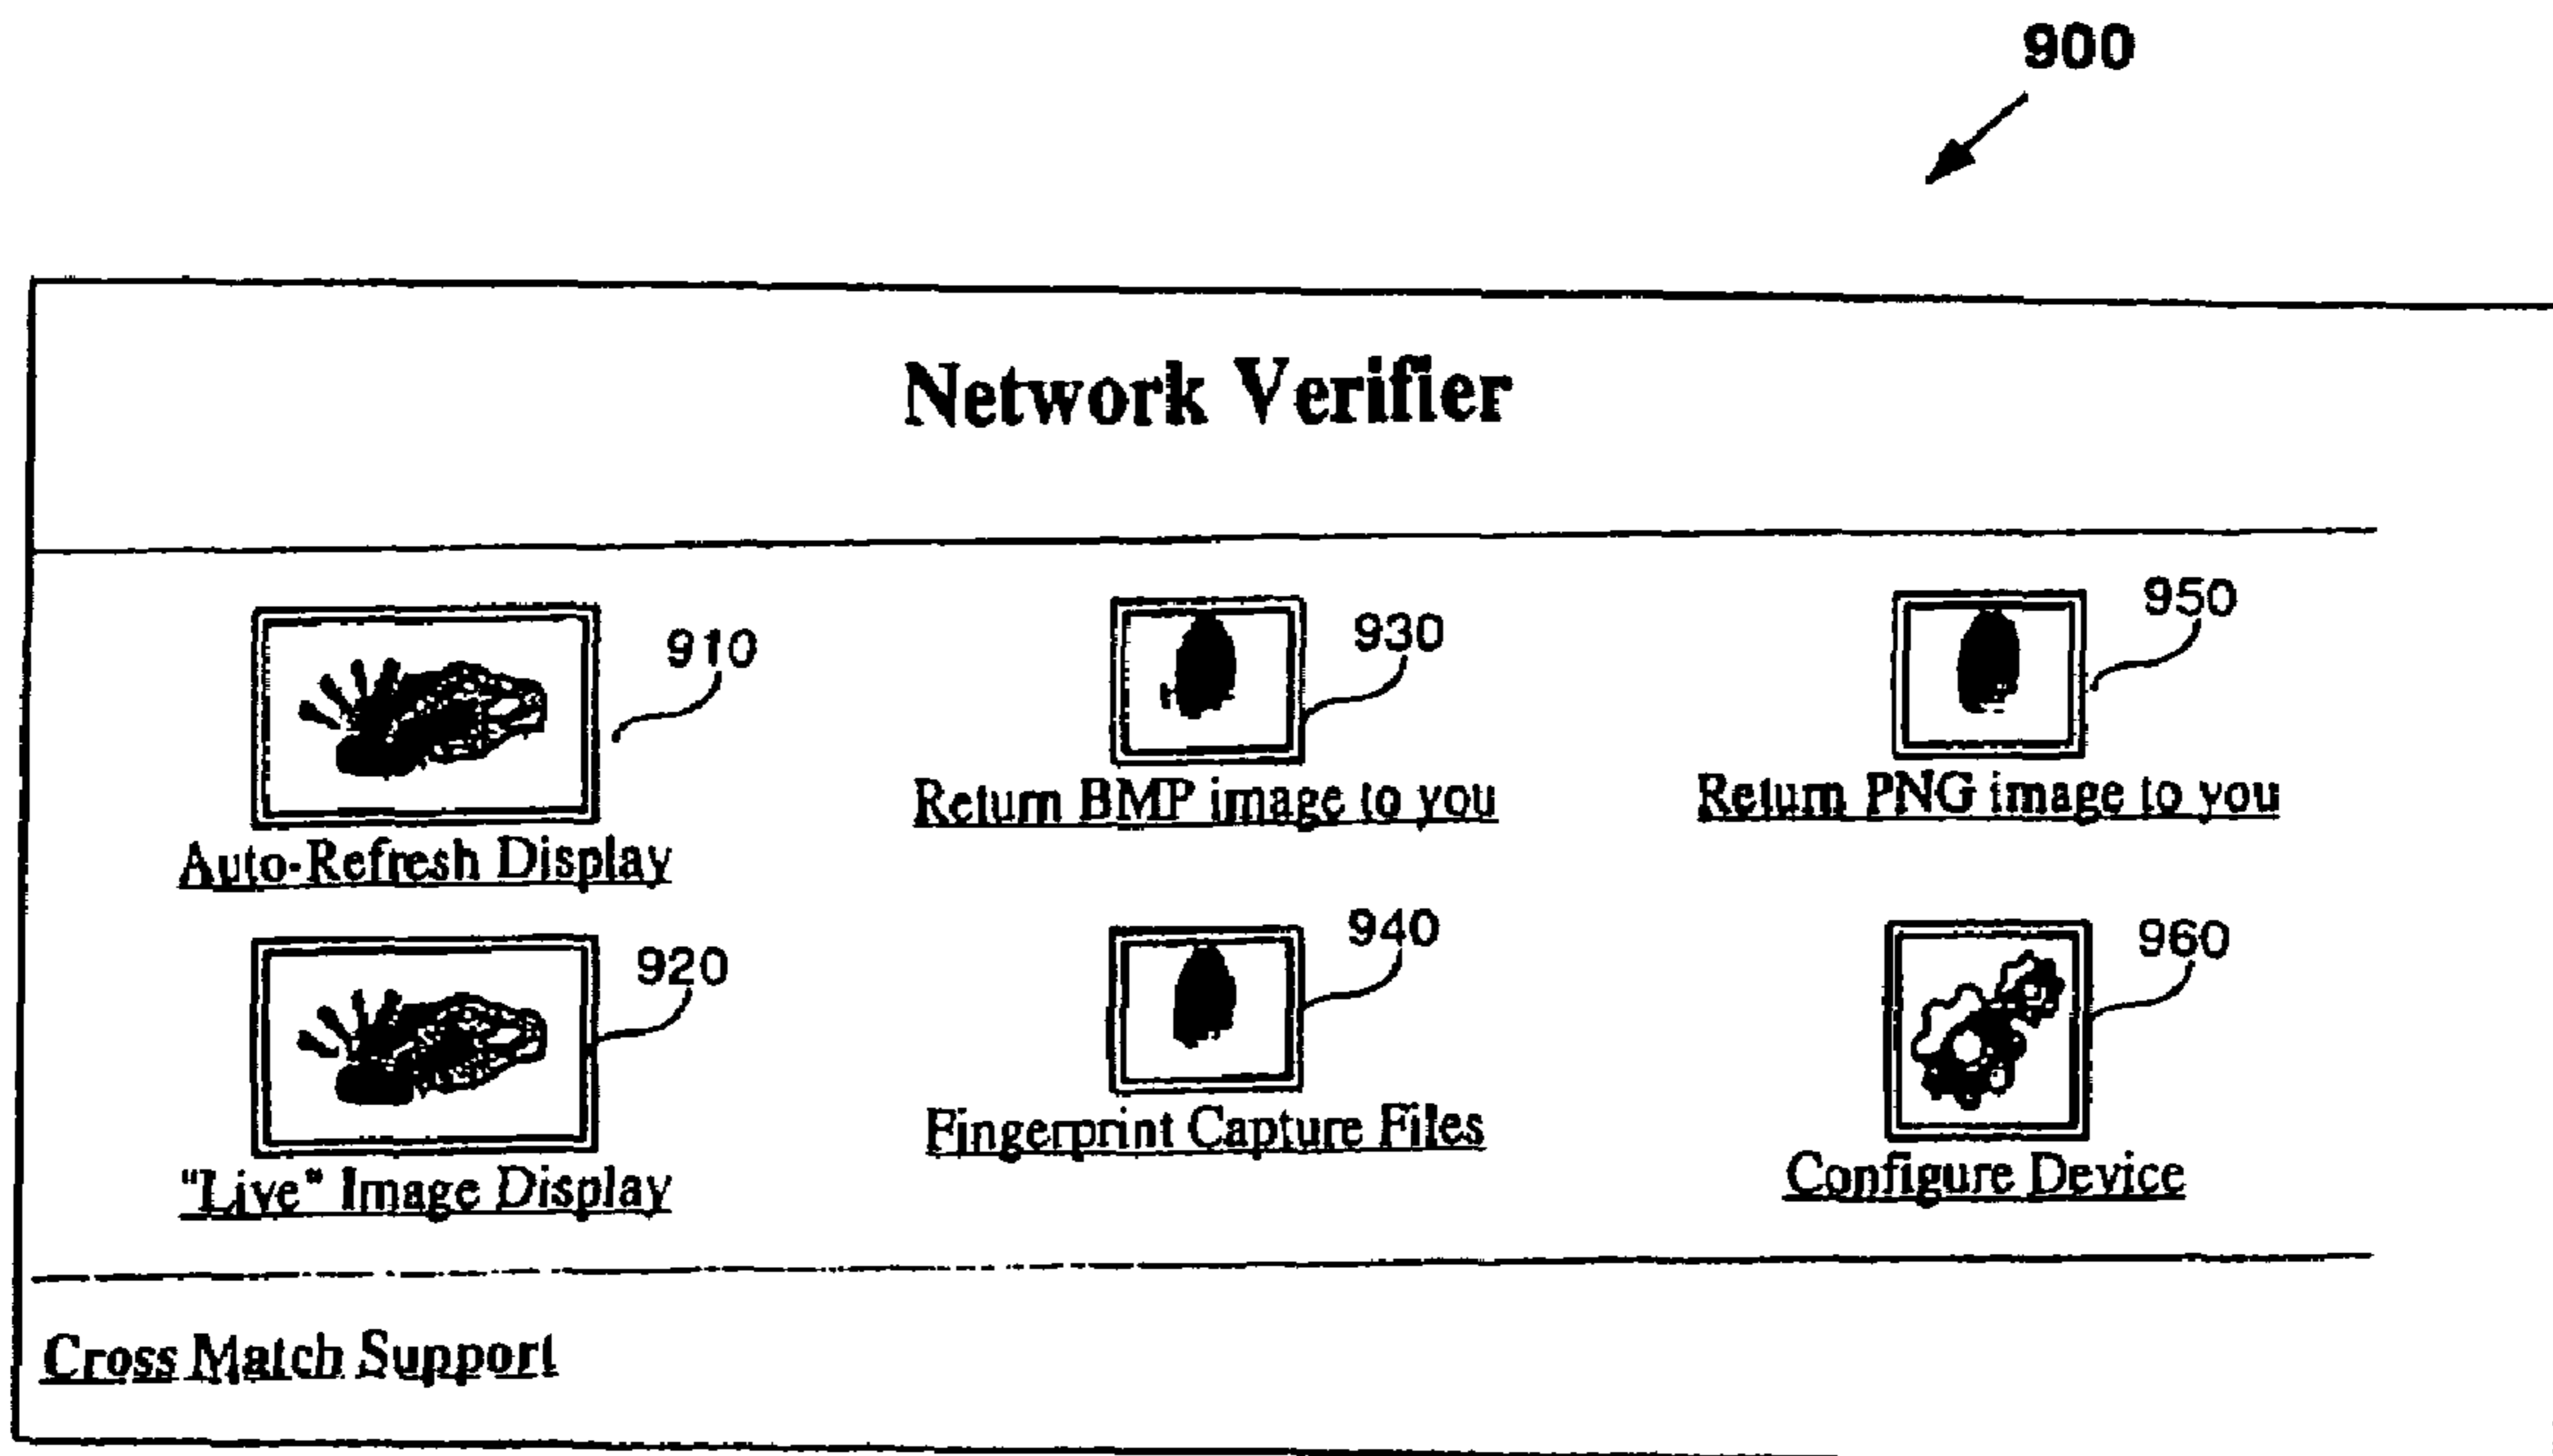 900
Network Verifier
910
930
950
Auto-Refresh Display
Return BMP image to you
Return PNG image to you
920
940
960
"Live" Image Display
Fingerprint Capture Files
Configure Device
Cross Match Support